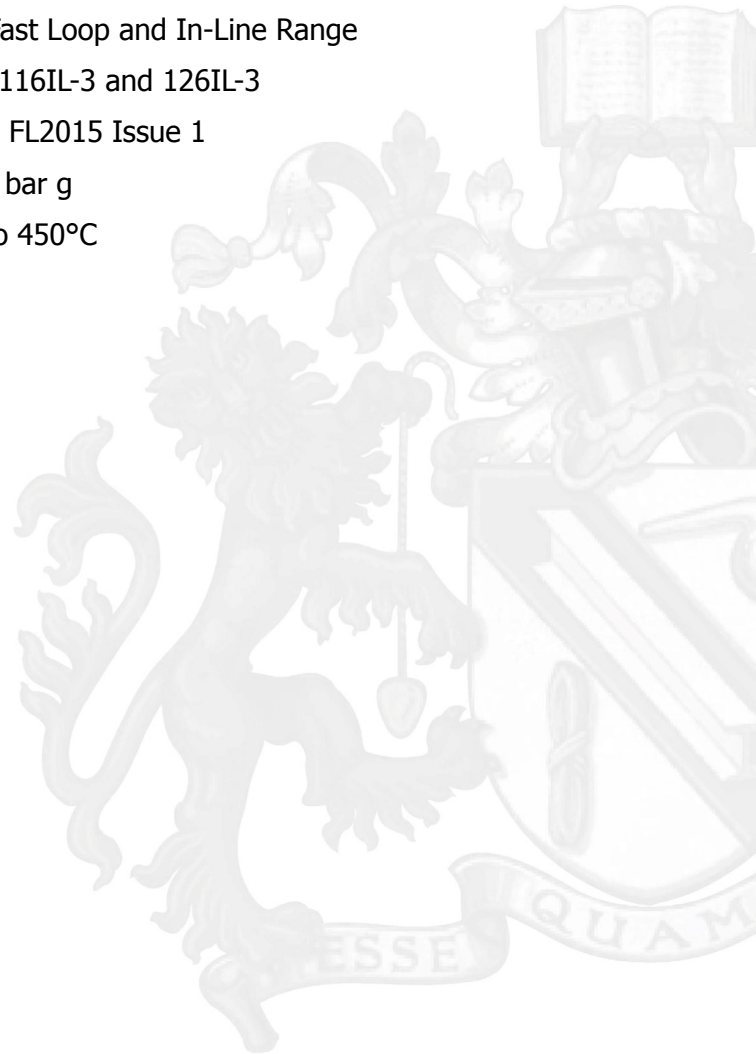 ast Loop and In-Line Range
116IL-3 and 126IL-3
FL2015 Issue 1
bar g
450°C
ESSE
QUAM